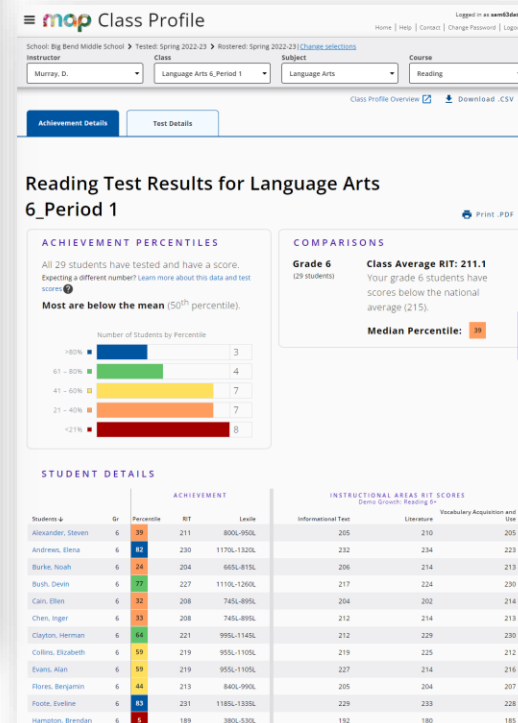 map Class Profile
Logged in as
Home | Help | Contact | Change Password |
School: Big Bend Middle School > Tested: Spring 2022-23 > Rostered: Spring 2022-23 | Change selections
Instructor Class Subject Course
Murray, D. Language Arts 6_Period 1 Language Arts Reading
Class Profile Overview Download .CSV
Achievement Details Test Details
Reading Test Results for Language Arts
6_Period 1
Print .PDF
ACHIEVEMENT PERCENTILES
All 29 students have tested and have a score.
Expecting a different number? Learn more about this data and test
scores ?
Most are below the mean (50th percentile).
Number of Students by Percentile
>80% 3
61 – 80% 4
41 – 60% 7
21 – 40% 7
<21% 8
COMPARISONS
Grade 6 Class Average RIT: 211.1
(29 students) Your grade 6 students have
scores below the national
average (215).
Median Percentile: 39
STUDENT DETAILS
ACHIEVEMENT INSTRUCTIONAL AREAS RIT SCORES
Demo Growth: Reading 6+
Students Gr Percentile RIT Lexile Informational Text Literature Vocabulary Acquisition and
Use
Alexander, Steven 6 39 211 800L-950L 205 210 205
Andrews, Elena 6 82 230 1170L-1320L 232 234 223
Burke, Noah 6 24 204 665L-815L 206 214 213
Bush, Devin 6 77 227 1110L-1260L 217 224 230
Cain, Ellen 6 32 208 745L-895L 204 202 214
Chen, Inger 6 33 208 745L-895L 212 214 213
Clayton, Herman 6 64 221 995L-1145L 212 229 230
Collins, Elizabeth 6 59 219 955L-1105L 219 225 212
Evans, Alan 6 59 219 955L-1105L 227 214 216
Flores, Benjamin 6 44 213 840L-990L 205 204 207
Foote, Eveline 6 83 231 1185L-1335L 229 233 228
Hampton, Brendan 6 5 189 380L-530L 192 180 185